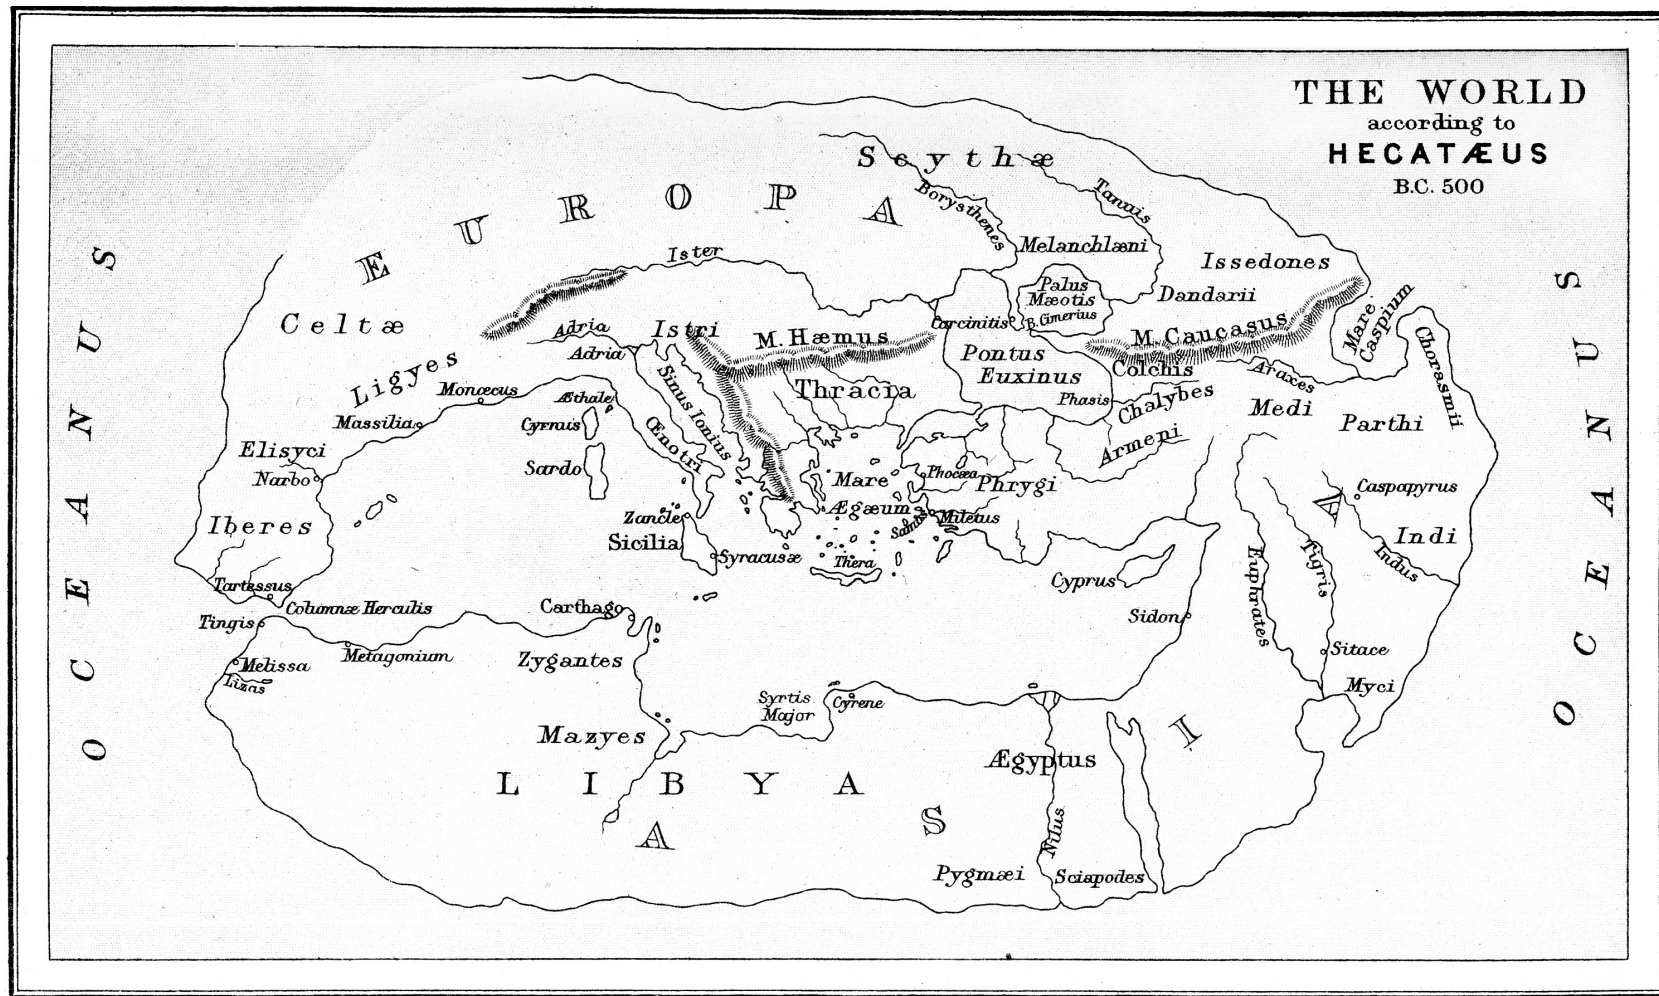 THE WORLD
according to
HECATÆUS
B.C. 500
OCEANUS
OCEANUS
EUROPA
Scythæ
Borysthenes
Tanais
Melanchlæni
Issedones
Ister
Palus
Mæotis
B. Cimerius
Dandarii
Carcinitis
Celtæ
Adria
Istri
M. Hæmus
M. Caucasus
Mare
Caspium
Chorasmii
Adria
Pontus
Euxinus
Colchis
Araxes
Ligyes
Monœcus
Æthale
Sinus Ionius
Thracia
Phasis
Chalybes
Medi
Parthi
Massilia
Cyrnis
Œnotri
Armeni
Elisyci
Narbo
Sardo
Mare
Ægæum
Phocæa
Phrygi
Caspapyrus
Iberes
Zancle
Samus
Miletus
Indi
Sicilia
Syracusæ
Thera
Indus
Tartessus
Cyprus
Euphrates
Tigris
Columnæ Herculis
Carthago
Tingis
Sidon
Melissa
Metagonium
Zygantes
Sitace
Lizas
Syrtis
Major
Cyrene
Myci
Mazyes
Ægyptus
LIBYA
ASIA
Nilus
Pygmæi
Sciapodes